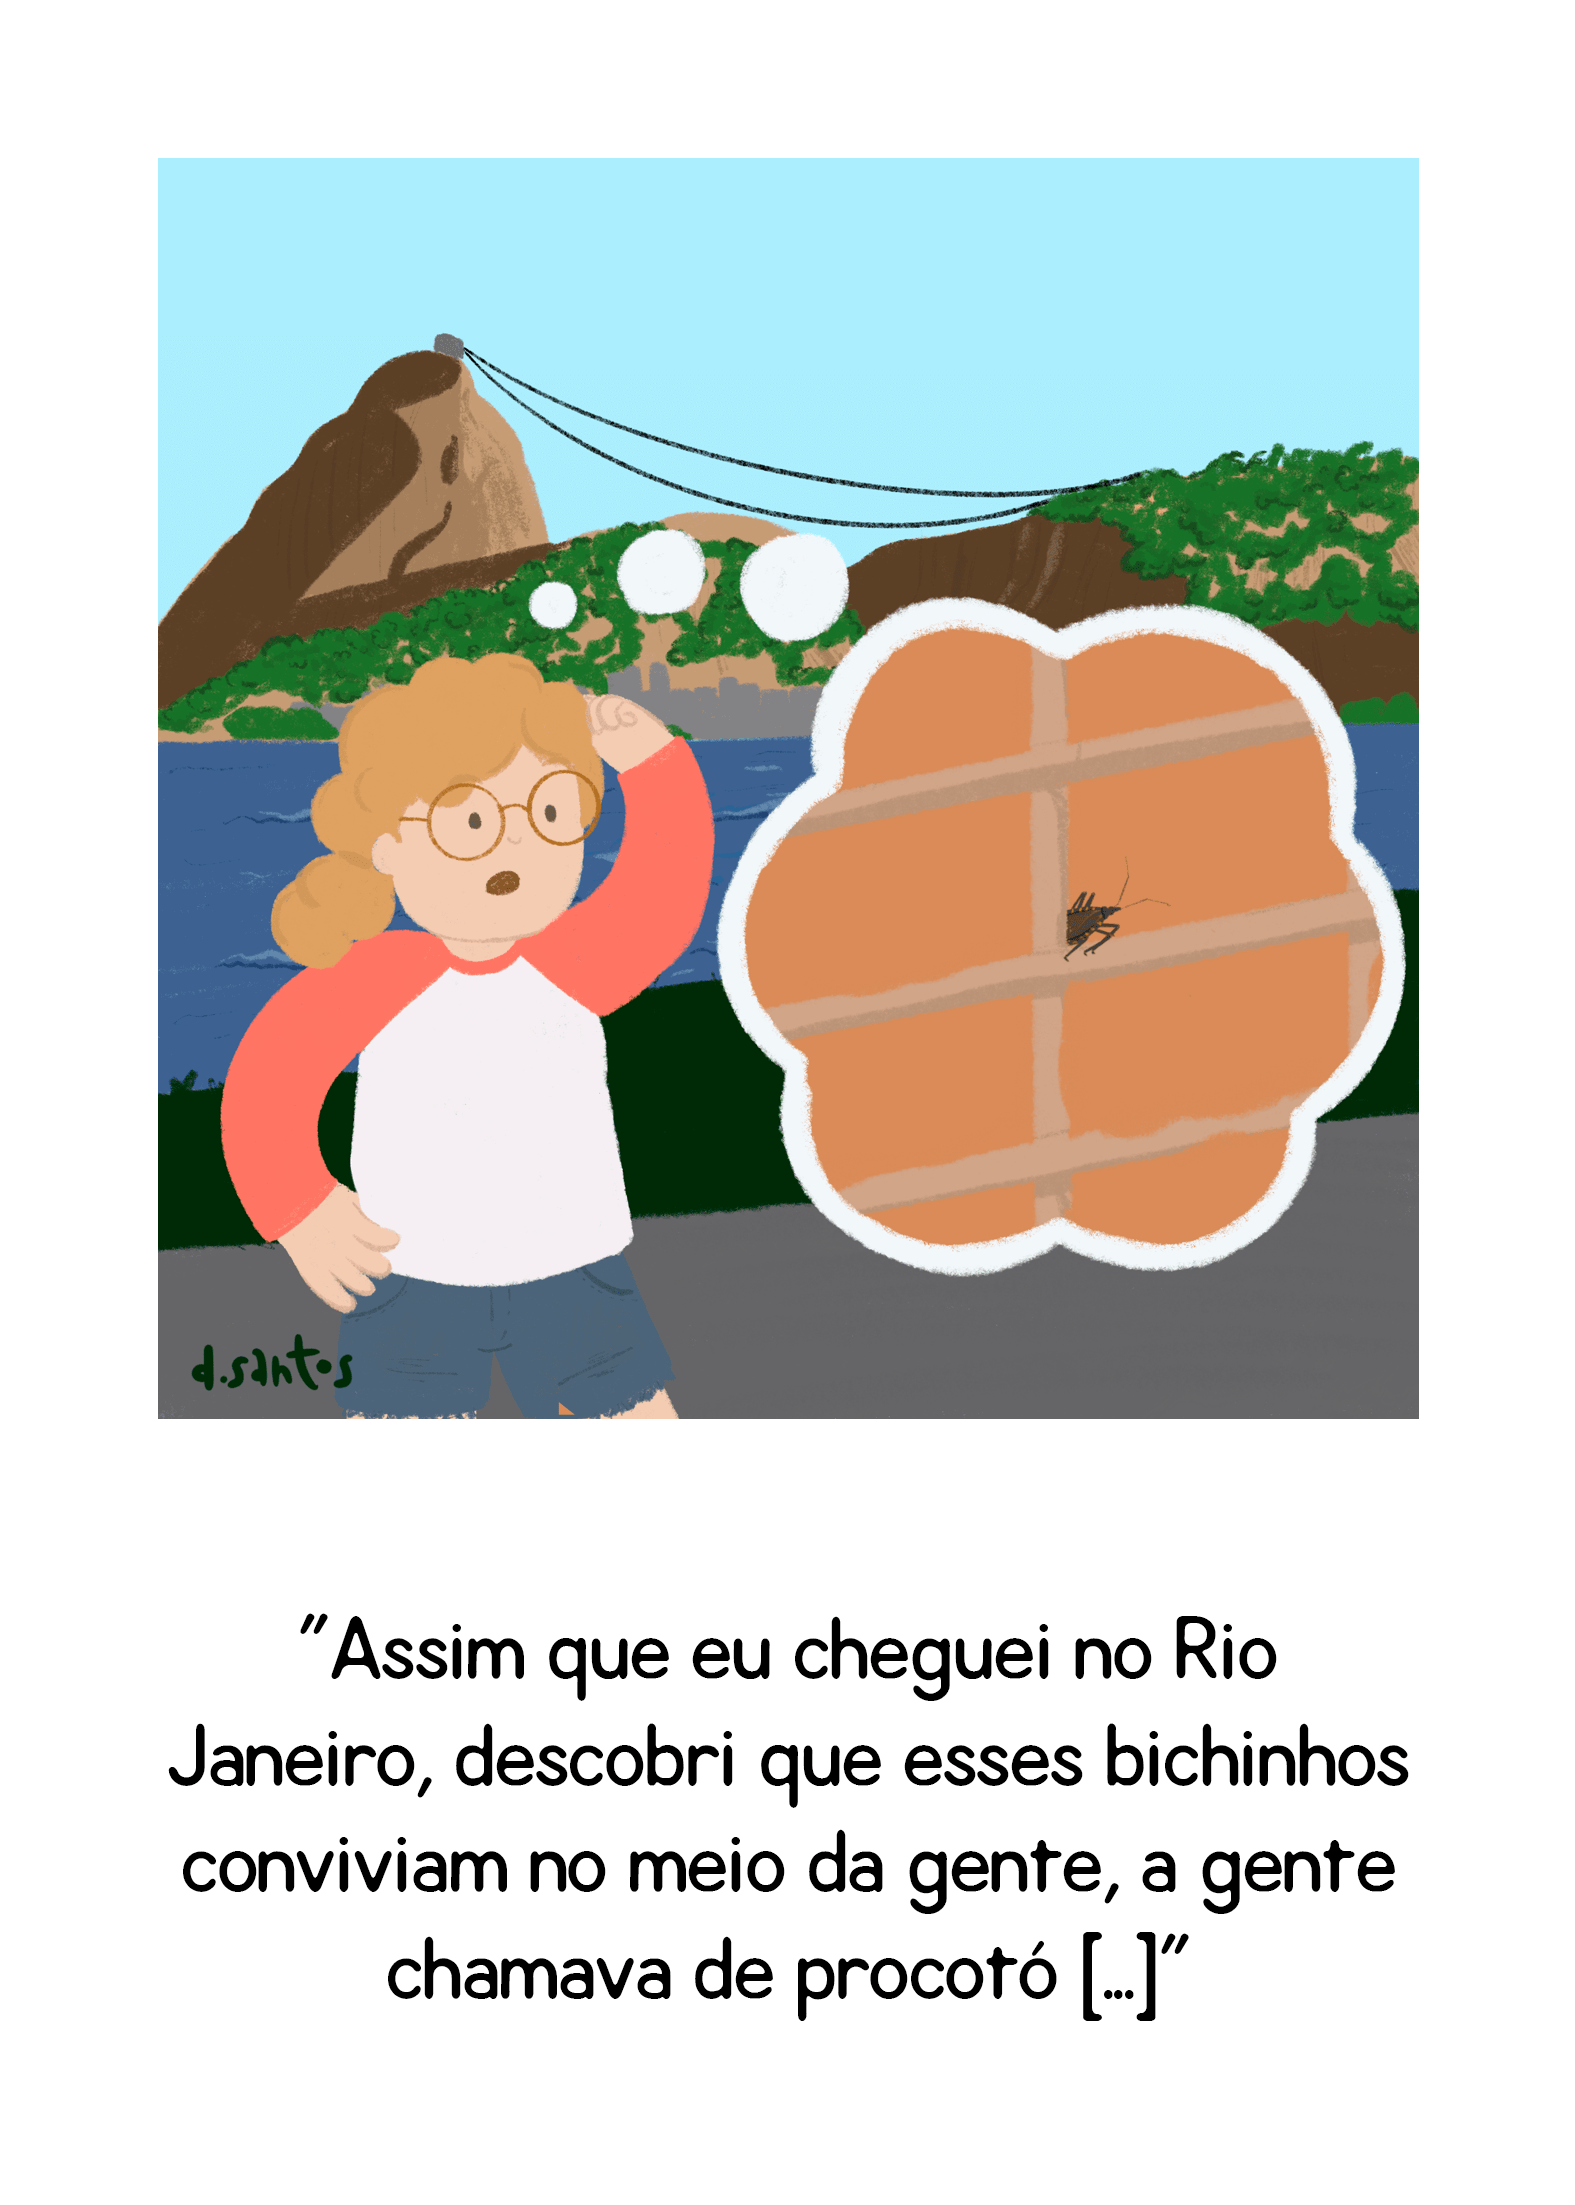 d.santos
"Assim que eu cheguei no Rio
Janeiro, descobri que esses bichinhos
conviviam no meio da gente, a gente
chamava de procotó [...]"